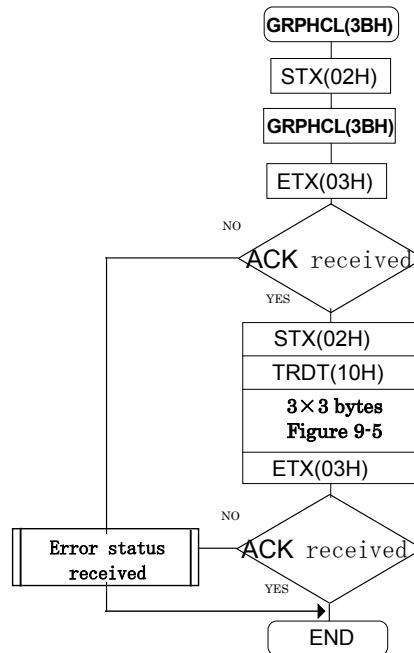 GRPHCL(3BH)
STX(02H)
GRPHCL(3BH)
ETX(03H)
NO
ACK received
YES
STX(02H)
TRDT(10H)
3×3 bytes
Figure 9-5
ETX(03H)
NO
ACK received
Error status
received
YES
END